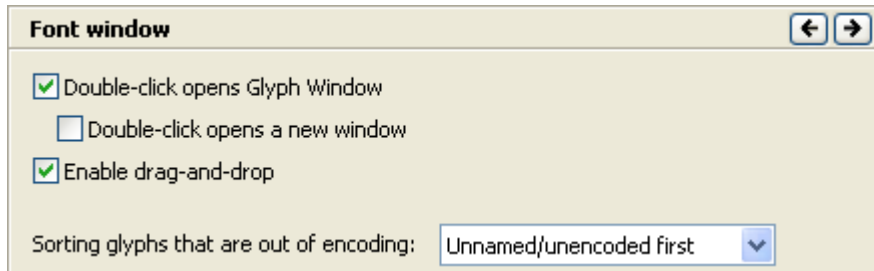 Font window
Double-click opens Glyph Window
Double-click opens a new window
Enable drag-and-drop
Sorting glyphs that are out of encoding: Unnamed/unencoded first